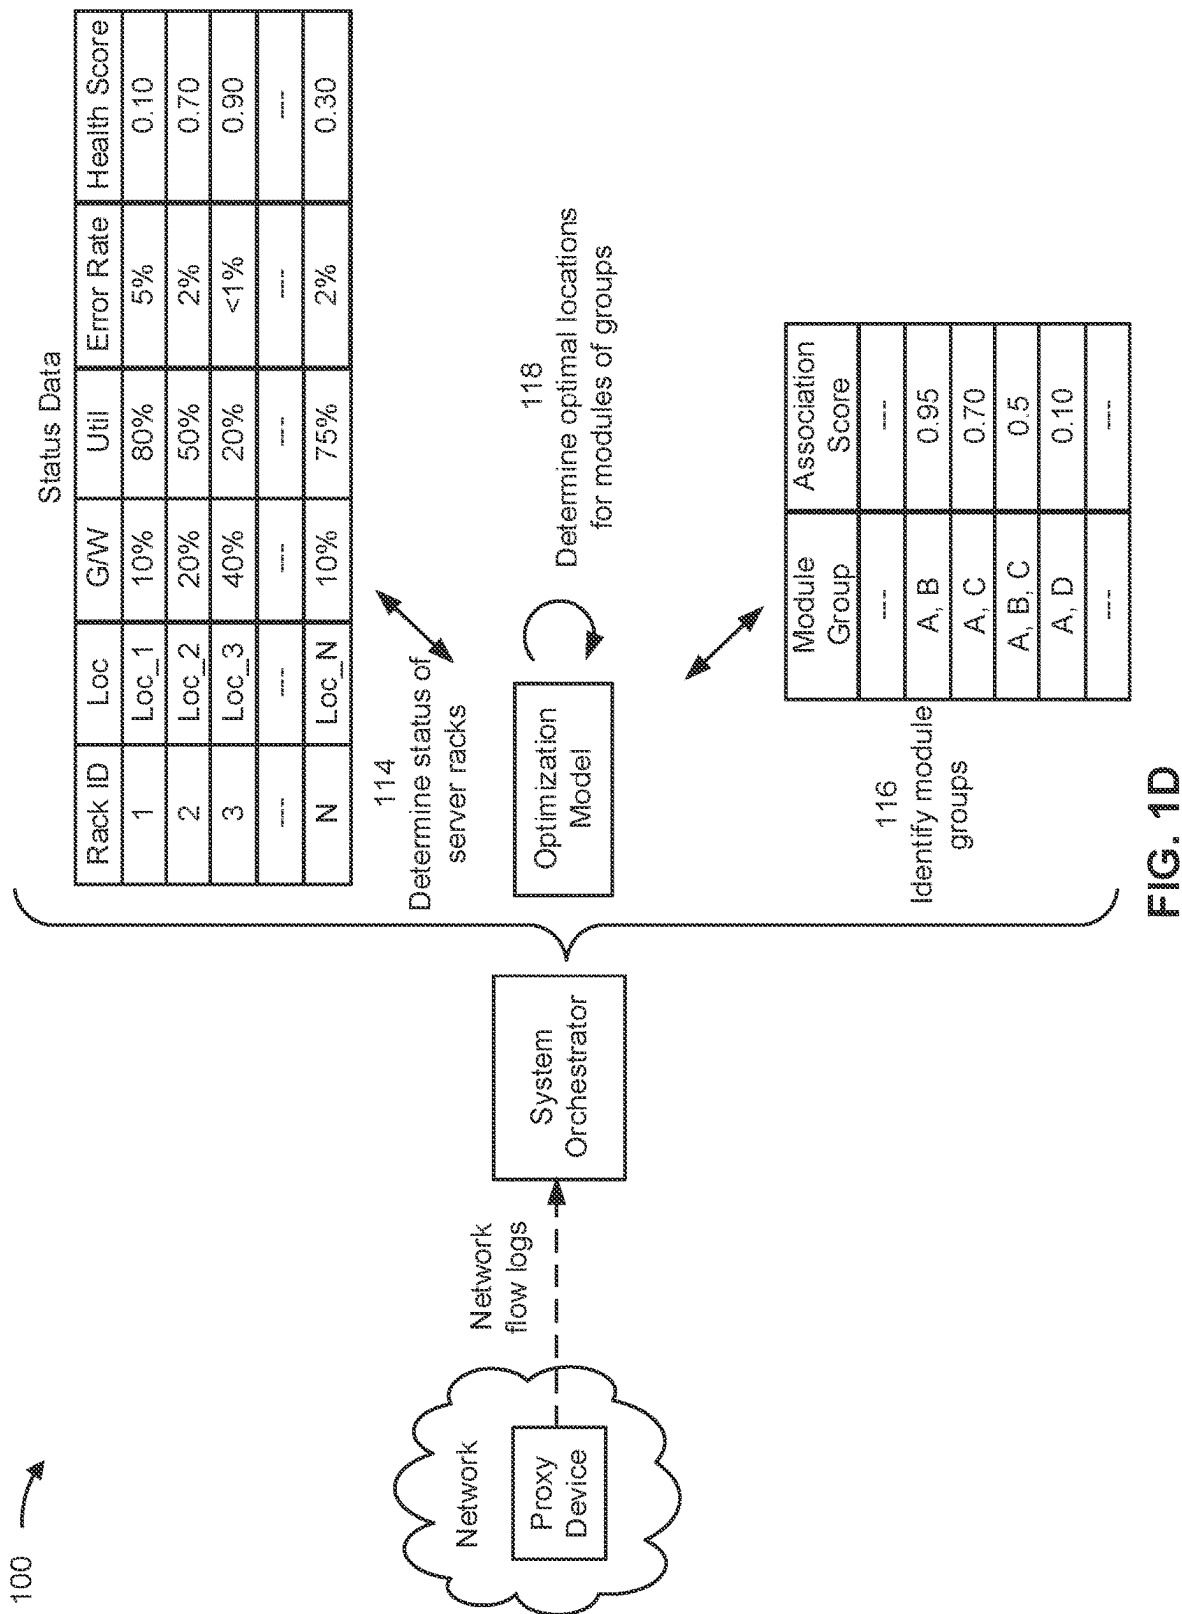 100
Network
Proxy
Device
Network
flow logs
System
Orchestrator
Status Data
Rack ID Loc G/W Util Error Rate Health Score
1 Loc_1 10% 80% 5% 0.10
2 Loc_2 20% 50% 2% 0.70
3 Loc_3 40% 20% <1% 0.90
--- --- --- --- --- ---
N Loc_N 10% 75% 2% 0.30
114
Determine status of
server racks
Optimization
Model
118
Determine optimal locations
for modules of groups
116
Identify module
groups
Module Association
Group Score
--- ---
A, B 0.95
A, C 0.70
A, B, C 0.5
A, D 0.10
--- ---
FIG. 1D